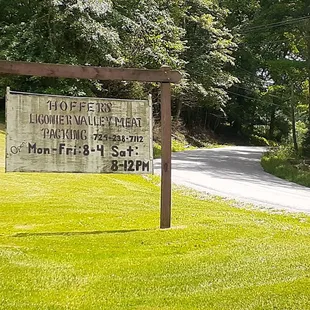 HOFFER'S
LIGONIER VALLEY MEAT
PACKING 724-238-7112
Mon-Fri: 8-4 Sat:
8-12PM